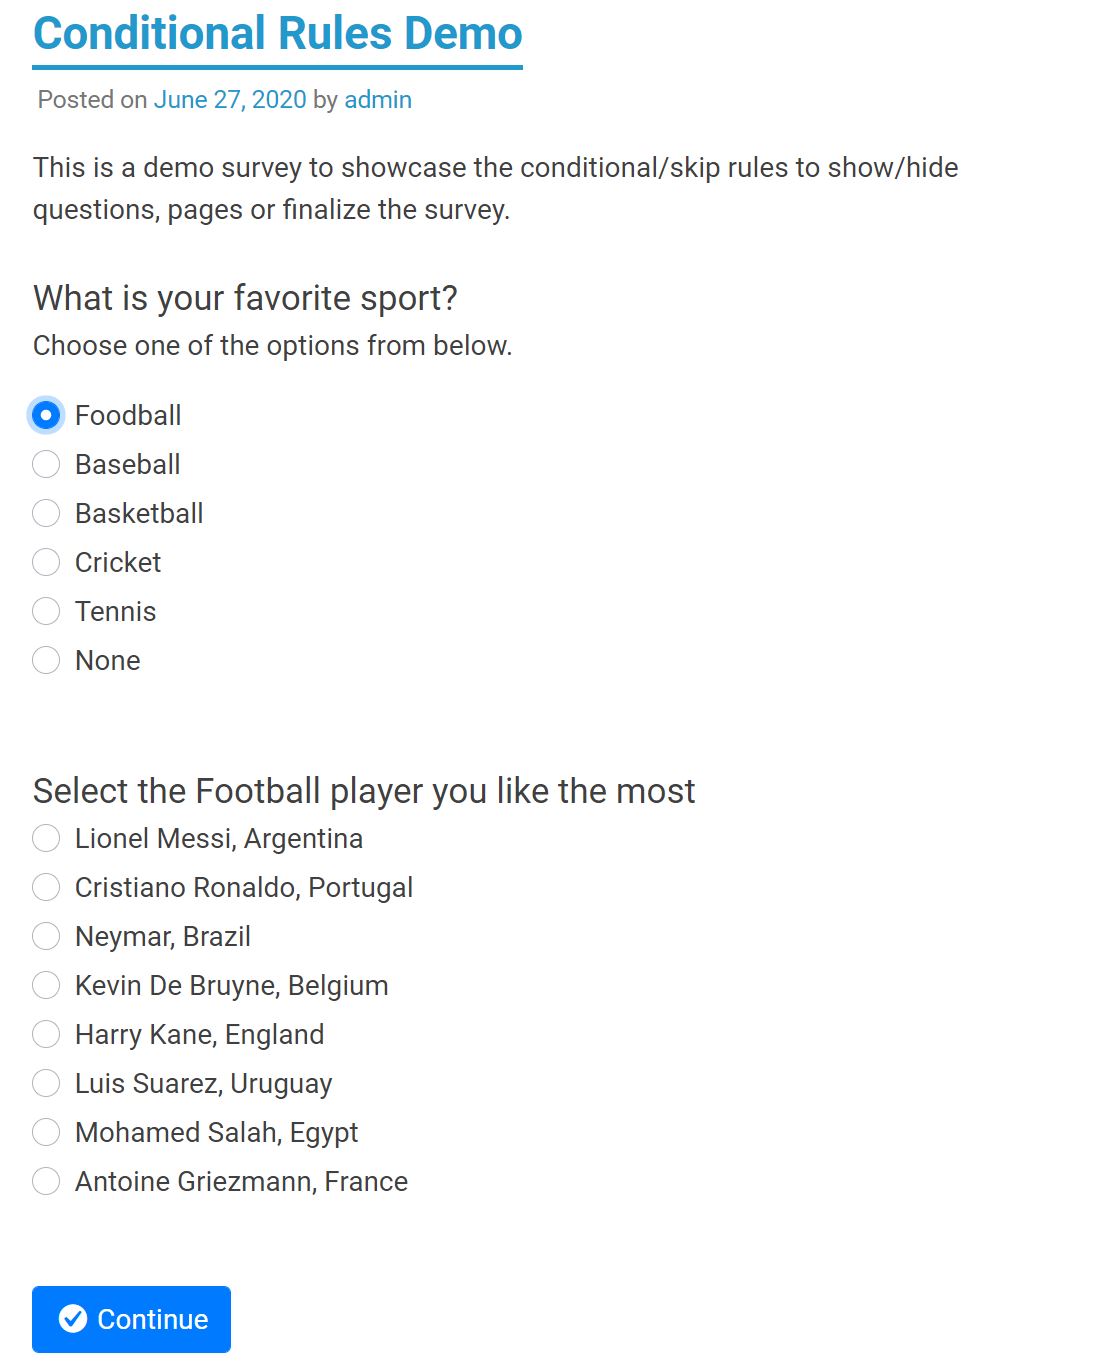 Conditional Rules Demo
Posted on June 27, 2020 by admin
This is a demo survey to showcase the conditional/skip rules to show/hide
questions, pages or finalize the survey.
What is your favorite sport?
Choose one of the options from below.
Foodball
Baseball
Basketball
Cricket
Tennis
None
Select the Football player you like the most
Lionel Messi, Argentina
Cristiano Ronaldo, Portugal
Neymar, Brazil
Kevin De Bruyne, Belgium
Harry Kane, England
Luis Suarez, Uruguay
Mohamed Salah, Egypt
Antoine Griezmann, France
Continue